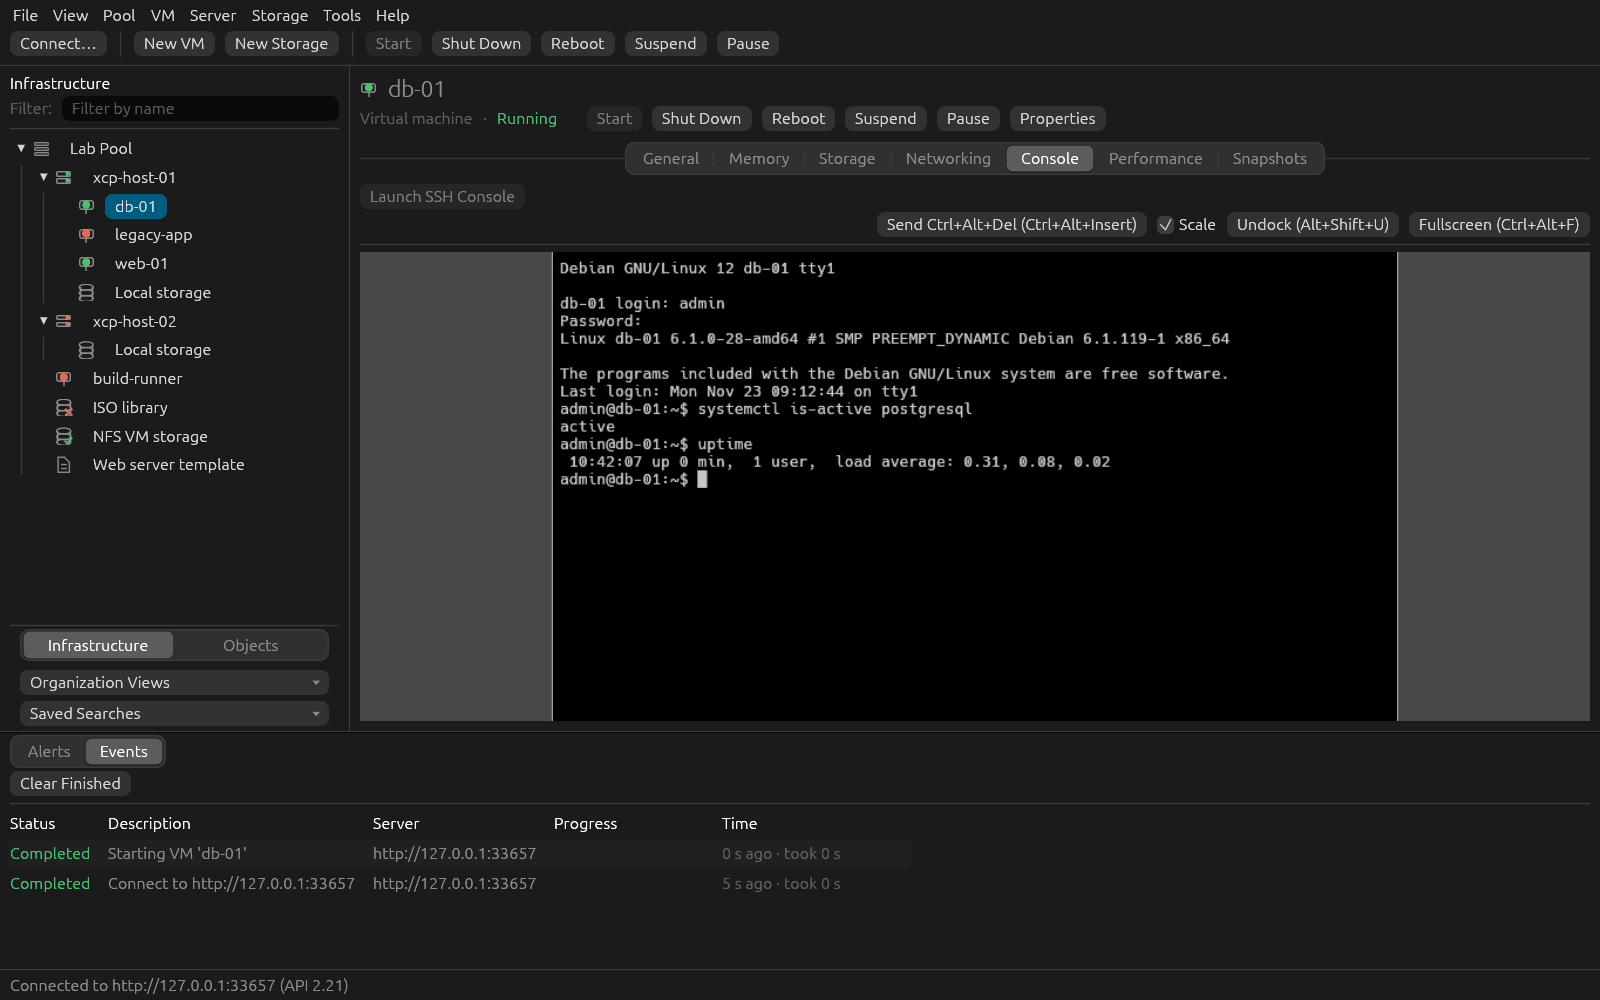 File View Pool VM Server Storage Tools Help
Connect... New VM New Storage Start Shut Down Reboot Suspend Pause
Infrastructure
Filter: Filter by name
Lab Pool
xcp-host-01
db-01
legacy-app
web-01
Local storage
xcp-host-02
Local storage
build-runner
ISO library
NFS VM storage
Web server template
Infrastructure Objects
Organization Views
Saved Searches
db-01
Virtual machine · Running Start Shut Down Reboot Suspend Pause Properties
General Memory Storage Networking Console Performance Snapshots
Launch SSH Console
Send Ctrl+Alt+Del (Ctrl+Alt+Insert) Scale Undock (Alt+Shift+U) Fullscreen (Ctrl+Alt+F)
Debian GNU/Linux 12 db-01 tty1
db-01 login: admin
Password:
Linux db-01 6.1.0-28-amd64 #1 SMP PREEMPT_DYNAMIC Debian 6.1.119-1 x86_64
The programs included with the Debian GNU/Linux system are free software.
Last login: Mon Nov 23 09:12:44 on tty1
admin@db-01:~$ systemctl is-active postgresql
active
admin@db-01:~$ uptime
10:42:07 up 0 min, 1 user, load average: 0.31, 0.08, 0.02
admin@db-01:~$
Alerts Events
Clear Finished
Status Description Server Progress Time
Completed Starting VM 'db-01' http://127.0.0.1:33657 0 s ago · took 0 s
Completed Connect to http://127.0.0.1:33657 http://127.0.0.1:33657 5 s ago · took 0 s
Connected to http://127.0.0.1:33657 (API 2.21)